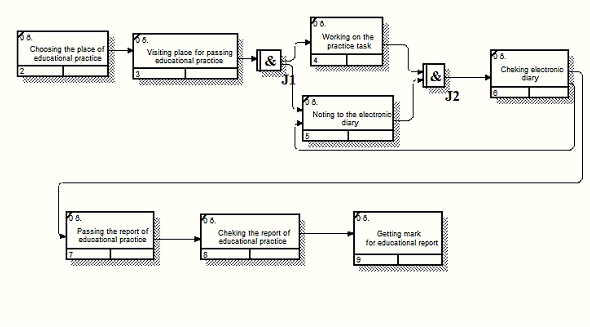 0 б.
Choosing the place of
educational practice
2
0 б.
Visiting place for passing
educational practice
3
&
J1
0 б.
Working on the
practice task
4
0 б.
Noting to the electronic
diary
5
&
J2
0 б.
Cheking electronic
diary
6
0 б.
Passing the report of
educational practice
7
0 б.
Cheking the report of
educational practice
8
0 б.
Getting mark
for educational report
9